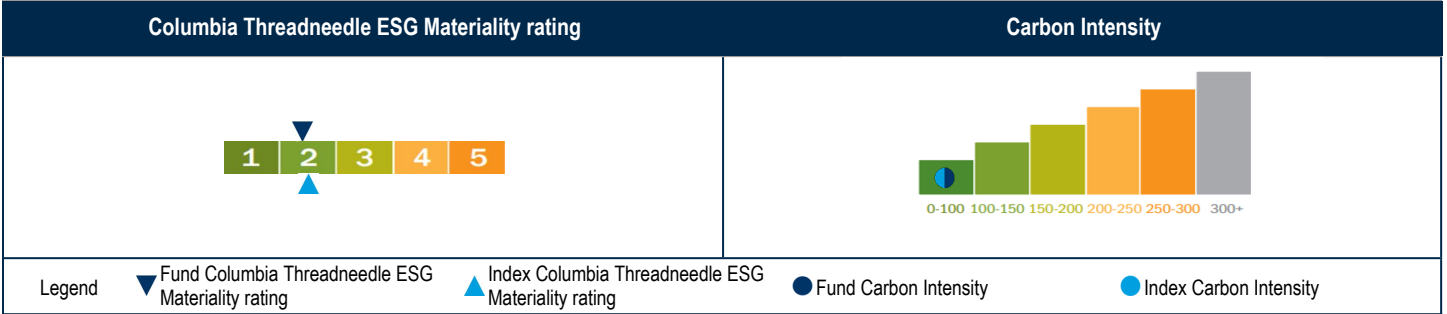 Columbia Threadneedle ESG Materiality rating
Carbon Intensity
1 2 3 4 5
0-100 100-150 150-200 200-250 250-300 300+
Legend
Fund Columbia Threadneedle ESG
Materiality rating
Index Columbia Threadneedle ESG
Materiality rating
Fund Carbon Intensity
Index Carbon Intensity